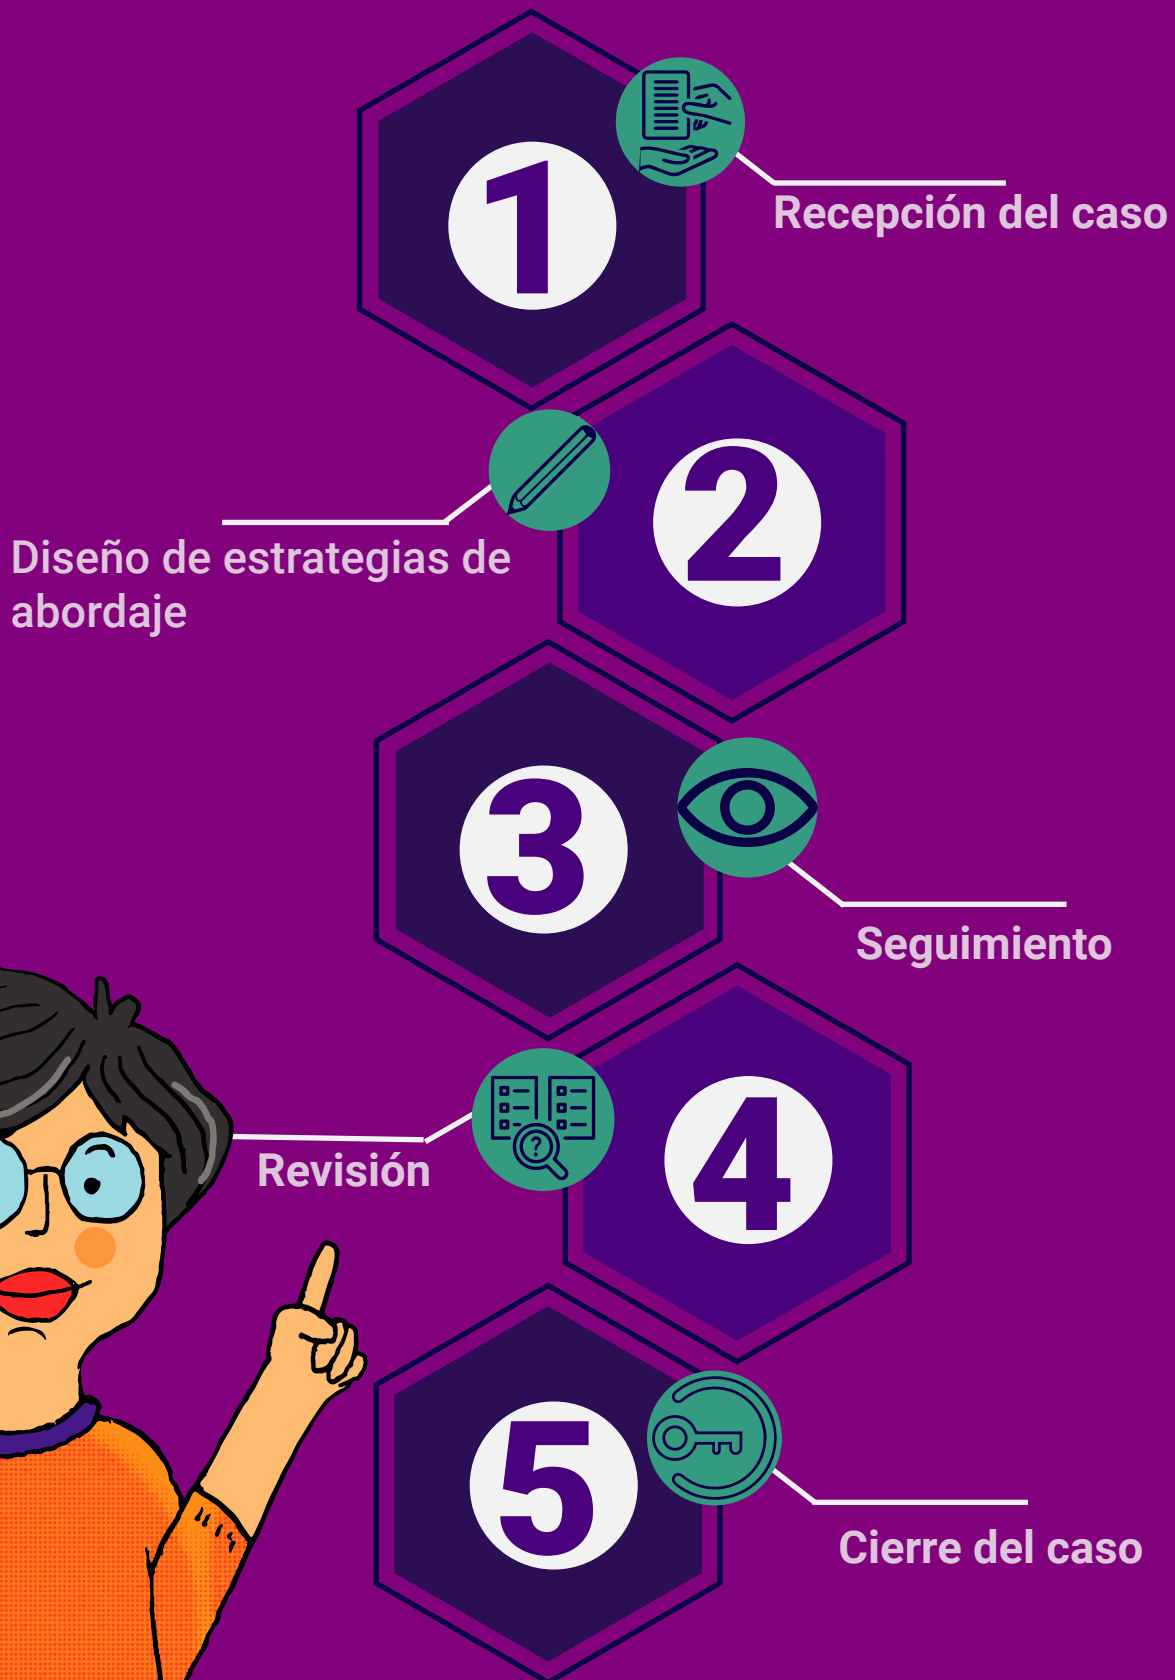 1
Recepción del caso
2
Diseño de estrategias de
abordaje
3
Seguimiento
4
?
Revisión
5
Cierre del caso